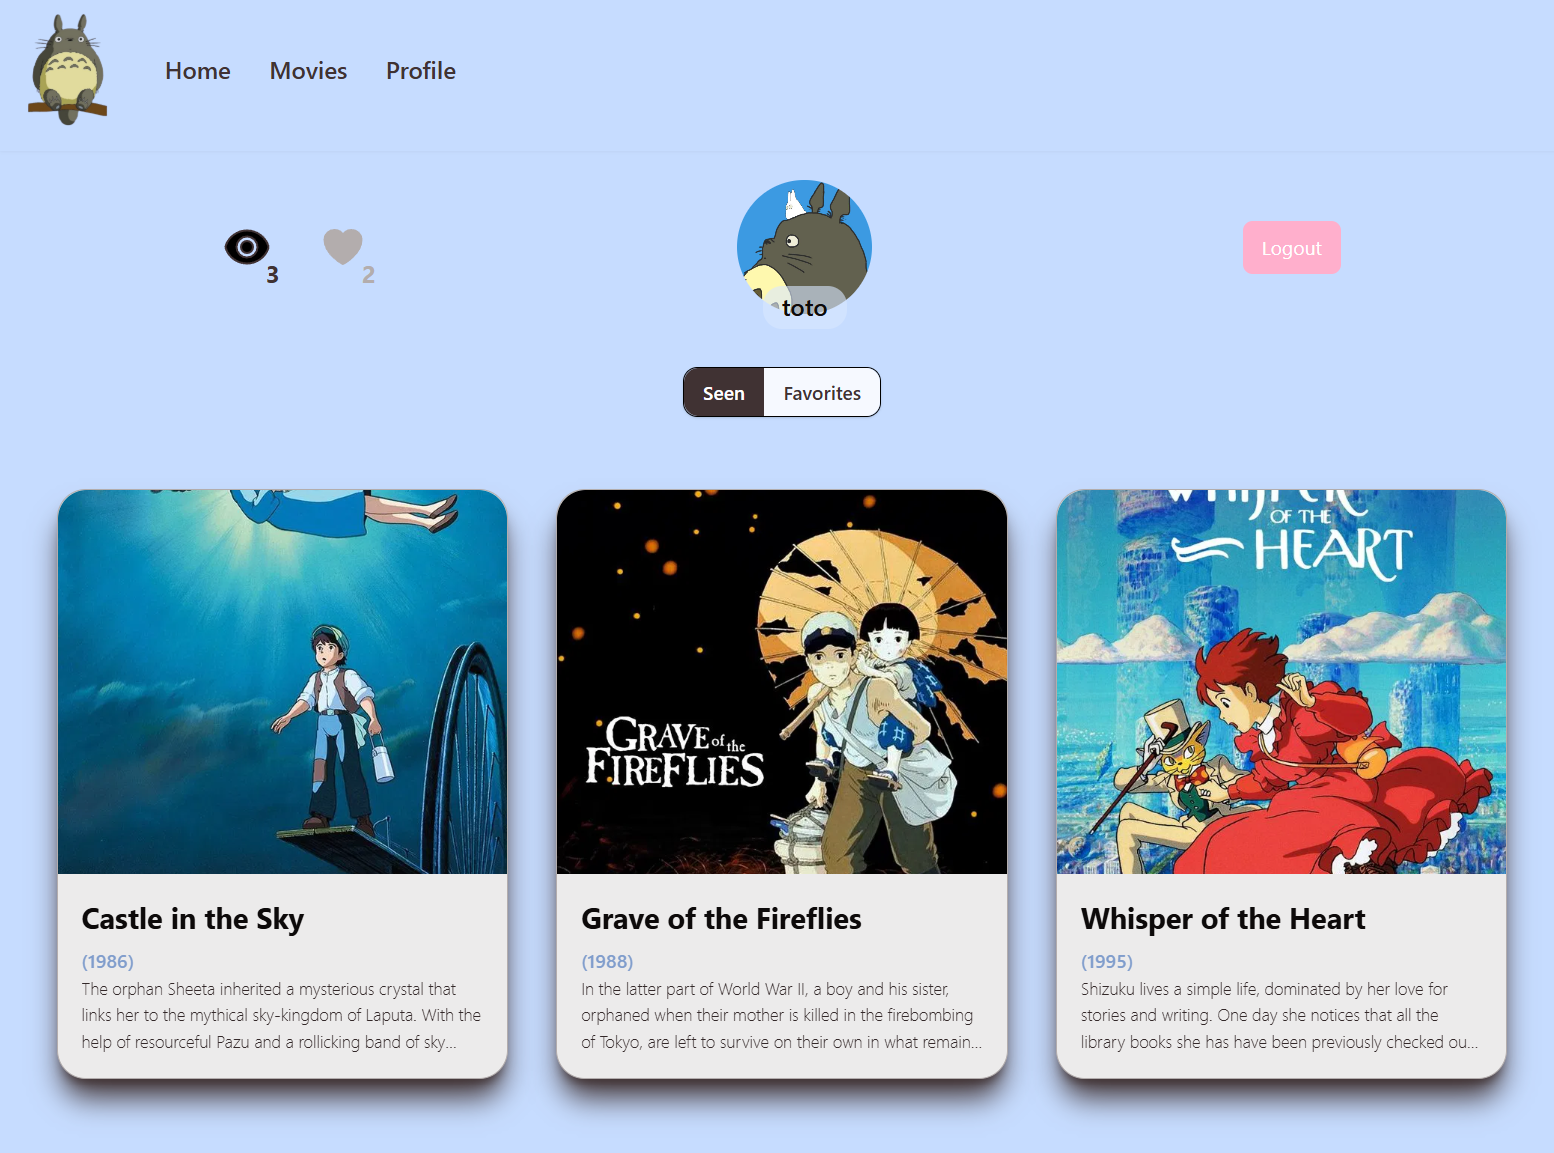 Home Movies Profile
3
2
toto
Logout
Seen Favorites
OF THE
HEART
GRAVE of the
FIREFLIES
Castle in the Sky
(1986)
The orphan Sheeta inherited a mysterious crystal that
links her to the mythical sky-kingdom of Laputa. With the
help of resourceful Pazu and a rollicking band of sky...
Grave of the Fireflies
(1988)
In the latter part of World War II, a boy and his sister,
orphaned when their mother is killed in the firebombing
of Tokyo, are left to survive on their own in what remain...
Whisper of the Heart
(1995)
Shizuku lives a simple life, dominated by her love for
stories and writing. One day she notices that all the
library books she has have been previously checked ou...